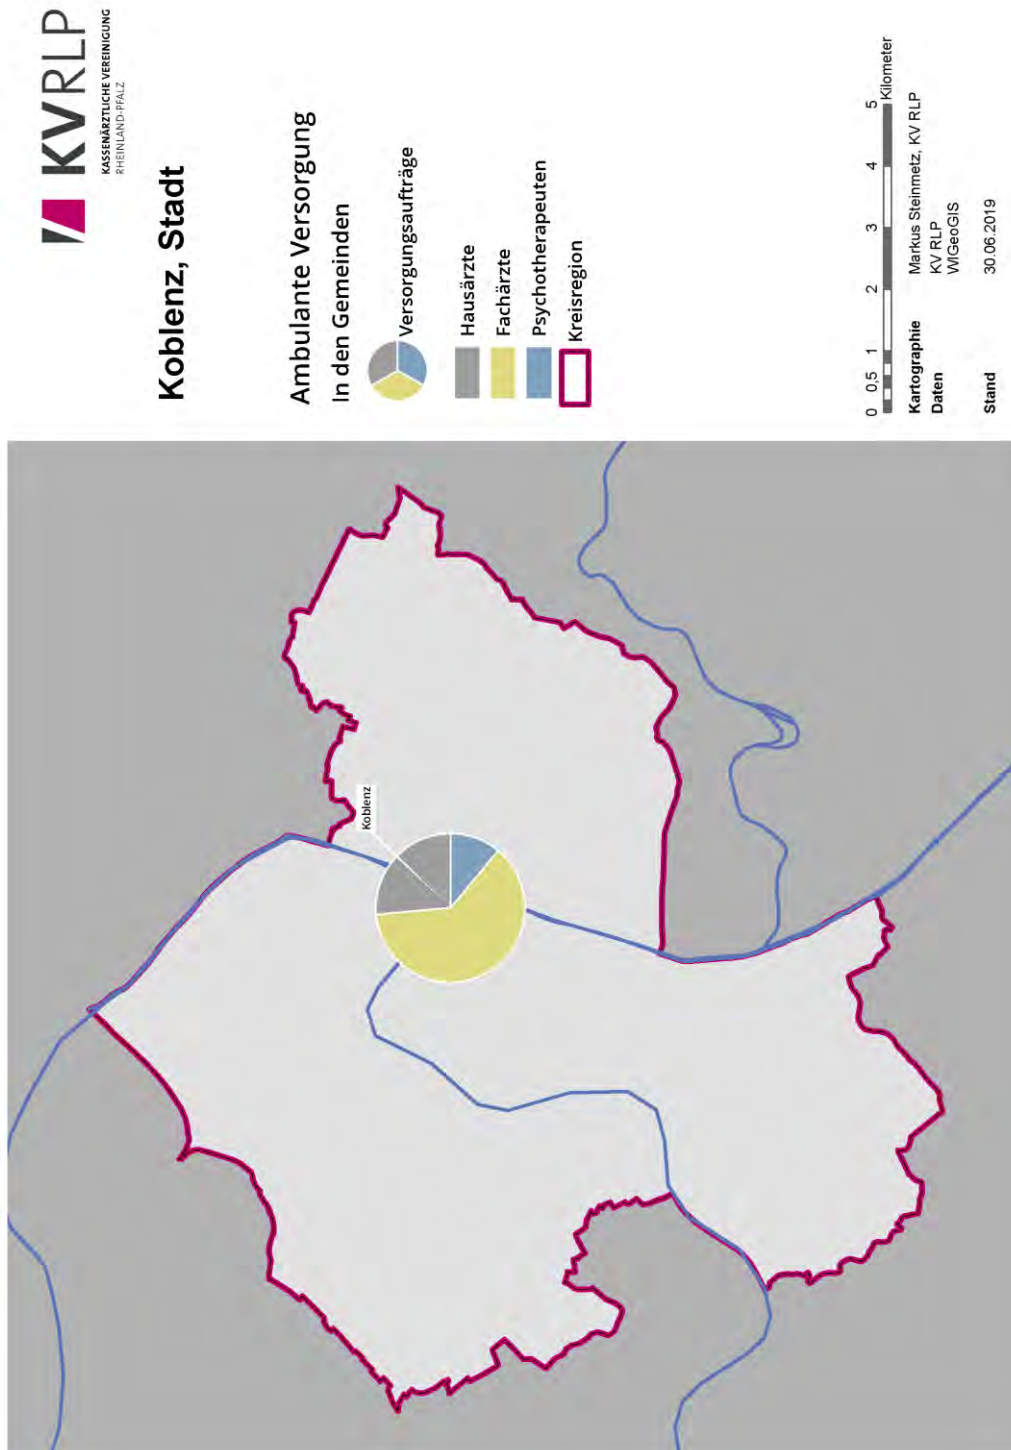 KVRLP
KASSENÄRZTLICHE VEREINIGUNG
RHEINLAND-PFALZ
Koblenz, Stadt
Ambulante Versorgung
In den Gemeinden
Versorgungsaufträge
Hausärzte
Fachärzte
Psychotherapeuten
Kreisregion
0 0,5 1 2 3 4 5
Kilometer
Kartographie Markus Steinmetz, KV RLP
Daten KV RLP
WIGeoGIS
Stand 30.06.2019
Koblenz